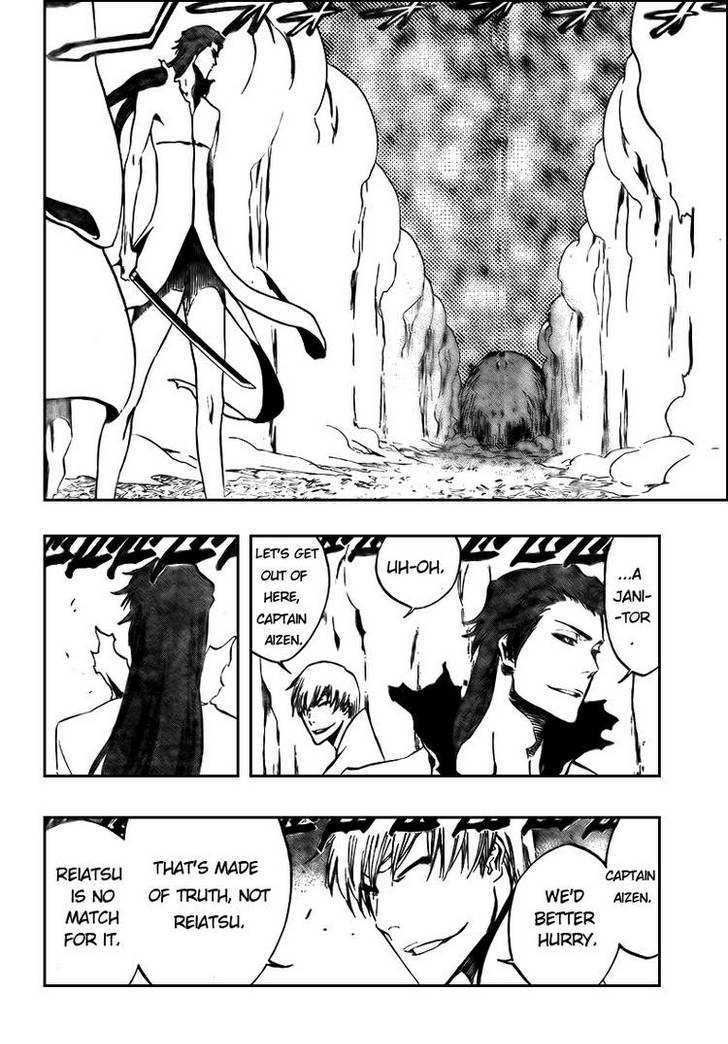 ...A
JANI-
-TOR
UH-OH.
LET'S GET
OUT OF
HERE,
CAPTAIN
AIZEN.
CAPTAIN
AIZEN.
WE'D
BETTER
HURRY.
THAT'S MADE
OF TRUTH, NOT
REIATSU.
REIATSU
IS NO
MATCH
FOR IT.